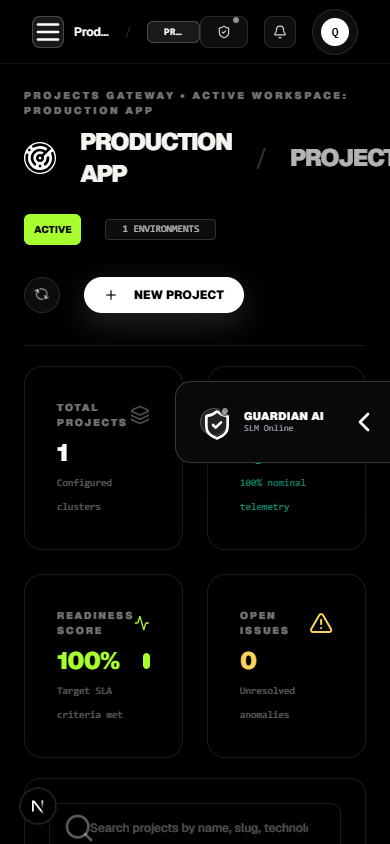 Prod...
/
PR...
Q
PROJECTS GATEWAY • ACTIVE WORKSPACE:
PRODUCTION APP
PRODUCTION
APP
/
PROJECT
ACTIVE
1 ENVIRONMENTS
NEW PROJECT
TOTAL
PROJECTS
1
Configured
clusters
GUARDIAN AI
SLM Online
100% nominal
telemetry
READINESS
SCORE
100%
Target SLA
criteria met
OPEN
ISSUES
0
Unresolved
anomalies
N
Search projects by name, slug, technol